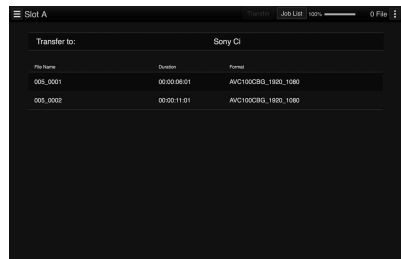 Slot A Transfer Job List 100% 0 File
Transfer to: Sony Ci
File Name Duration Format
005_0001 00:00:06:01 AVC100CBG_1920_1080
005_0002 00:00:11:01 AVC100CBG_1920_1080